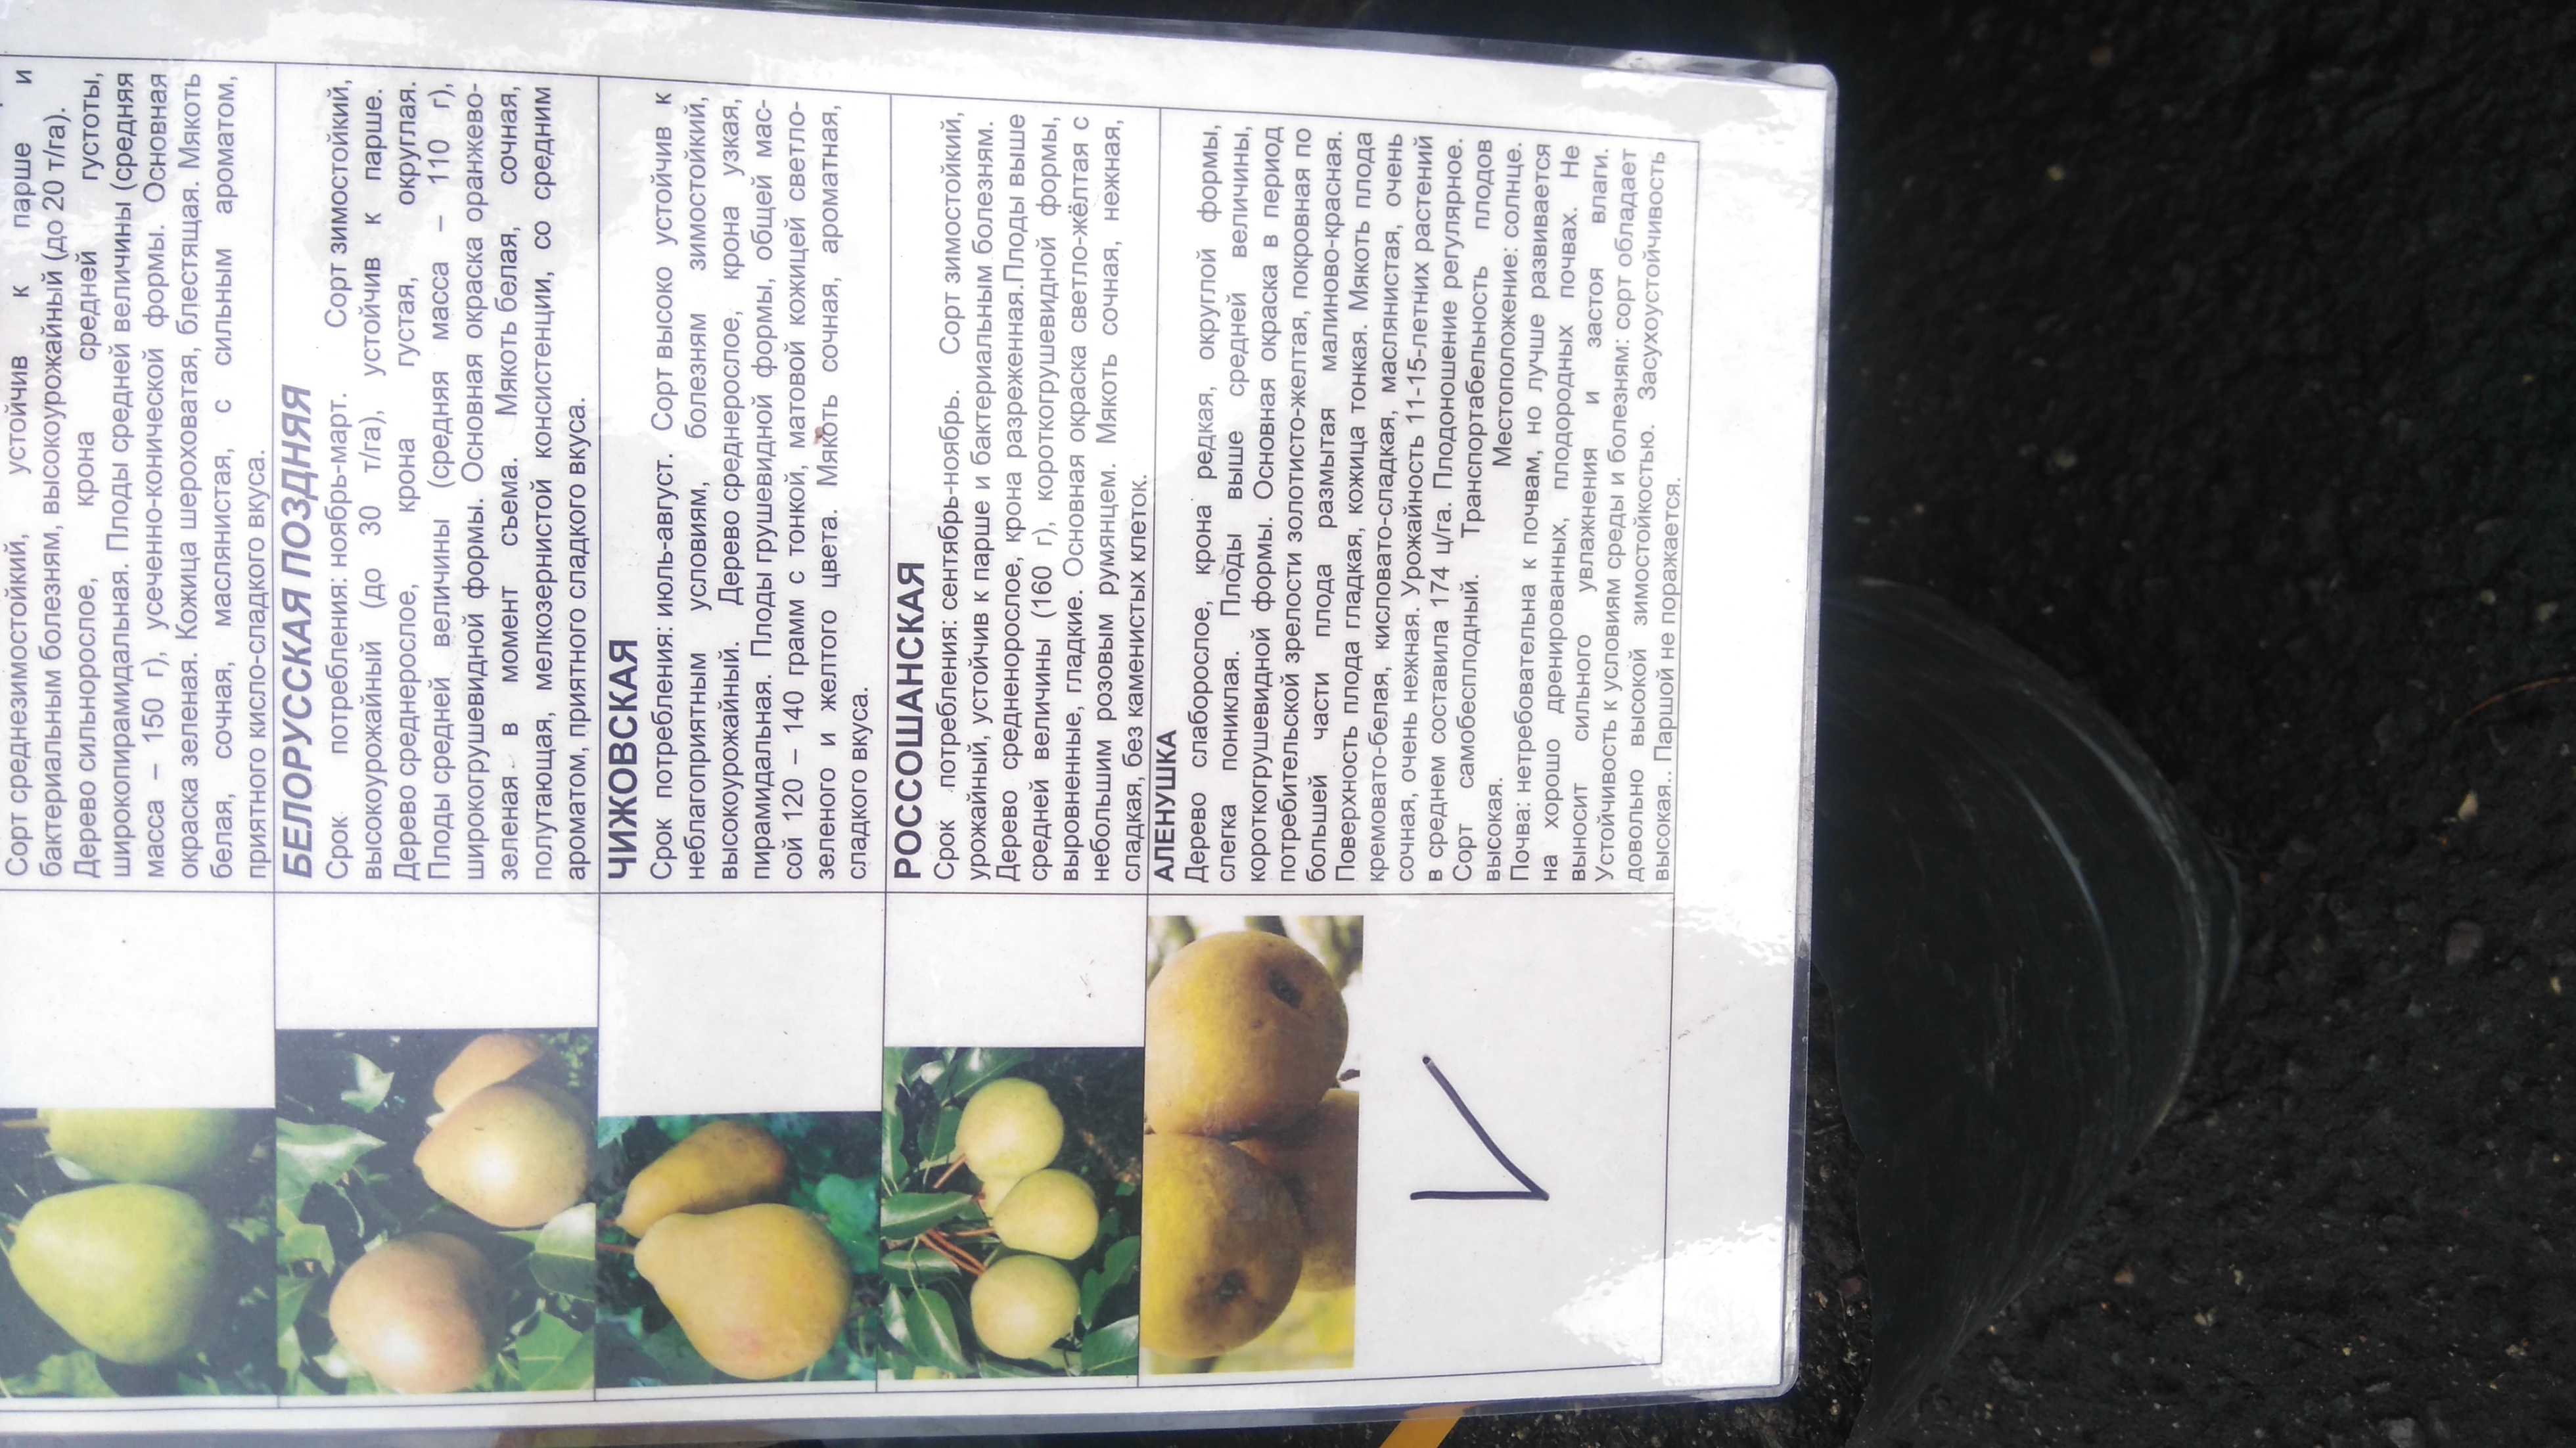 Сорт среднезимостойкий, устойчив к парше и
бактериальным болезням, высокоурожайный (до 20 т/га).
Дерево сильнорослое, крона средней густоты,
широкопирамидальная. Плоды средней величины (средняя
масса – 150 г), усеченно-конической формы. Основная
окраска зеленая. Кожица шероховатая, блестящая. Мякоть
белая, сочная, маслянистая, с сильным ароматом,
приятного кисло-сладкого вкуса.
БЕЛОРУССКАЯ ПОЗДНЯЯ
Срок потребления: ноябрь-март. Сорт зимостойкий,
высокоурожайный (до 30 т/га), устойчив к парше.
Дерево среднерослое, крона густая, округлая.
Плоды средней величины (средняя масса – 110 г),
широкогрушевидной формы. Основная окраска оранжево-
зеленая в момент съема. Мякоть белая, сочная,
полутающая, мелкозернистой консистенции, со средним
ароматом, приятного сладкого вкуса.
ЧИЖОВСКАЯ
Срок потребления: июль-август. Сорт высоко устойчив к
неблагоприятным условиям, болезням зимостойкий,
высокоурожайный. Дерево среднерослое, крона узкая,
пирамидальная. Плоды грушевидной формы, общей мас-
сой 120 – 140 грамм с тонкой, матовой кожицей светло-
зеленого и желтого цвета. Мякоть сочная, ароматная,
сладкого вкуса.
РОССОШАНСКАЯ
Срок потребления: сентябрь-ноябрь. Сорт зимостойкий,
урожайный, устойчив к парше и бактериальным болезням.
Дерево средненорослое, крона разреженная.Плоды выше
средней величины (160 г), короткогрушевидной формы,
выровненные, гладкие. Основная окраска светло-жёлтая с
небольшим розовым румянцем. Мякоть сочная, нежная,
сладкая, без каменистых клеток.
АЛЕНУШКА
Дерево слаборослое, крона редкая, округлой формы,
слегка пониклая. Плоды выше средней величины,
короткогрушевидной формы. Основная окраска в период
потребительской зрелости золотисто-желтая, покровная по
большей части плода размытая малиново-красная.
Поверхность плода гладкая, кожица тонкая. Мякоть плода
кремовато-белая, кисловато-сладкая, маслянистая, очень
сочная, очень нежная. Урожайность 11-15-летних растений
в среднем составила 174 ц/га. Плодоношение регулярное.
Сорт самобесплодный. Транспортабельность плодов
высокая. Местоположение: солнце.
Почва: нетребовательна к почвам, но лучше развивается
на хорошо дренированных, плодородных почвах. Не
выносит сильного увлажнения и застоя влаги.
Устойчивость к условиям среды и болезням: сорт обладает
довольно высокой зимостойкостью. Засухоустойчивость
высокая.. Паршой не поражается.